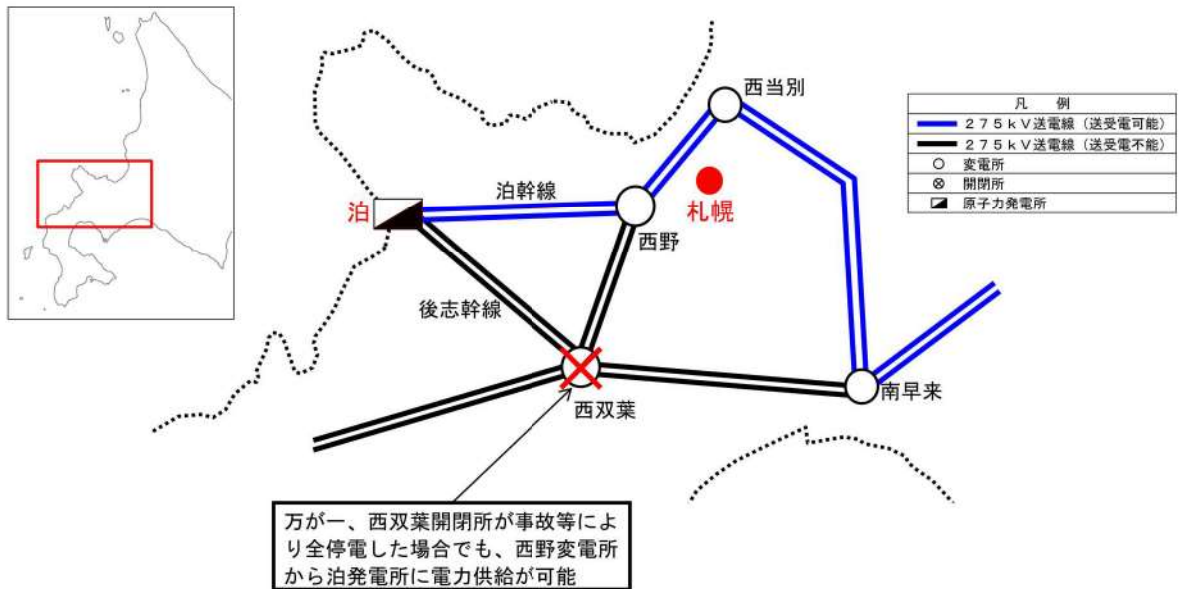 西当別
凡　例
２７５ｋＶ送電線（送受電可能）
２７５ｋＶ送電線（送受電不能）
変電所
開閉所
原子力発電所
泊幹線
泊
札幌
西野
後志幹線
西双葉
南早来
万が一、西双葉開閉所が事故等によ
り全停電した場合でも、西野変電所
から泊発電所に電力供給が可能